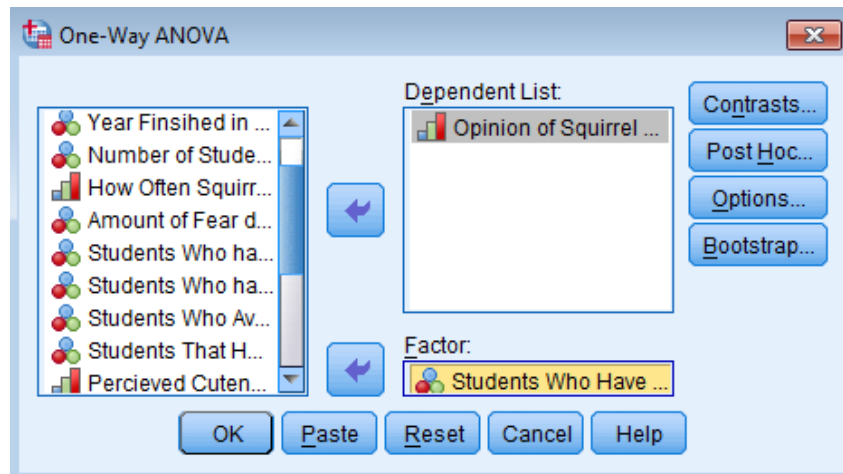 One-Way ANOVA
Year Finsihed in ...
Number of Stude...
How Often Squirr...
Amount of Fear d...
Students Who ha...
Students Who ha...
Students Who Av...
Students That H...
Percieved Cuten...
Dependent List:
Opinion of Squirrel ...
Factor:
Students Who Have ...
Contrasts...
Post Hoc...
Options...
Bootstrap...
OK
Paste
Reset
Cancel
Help